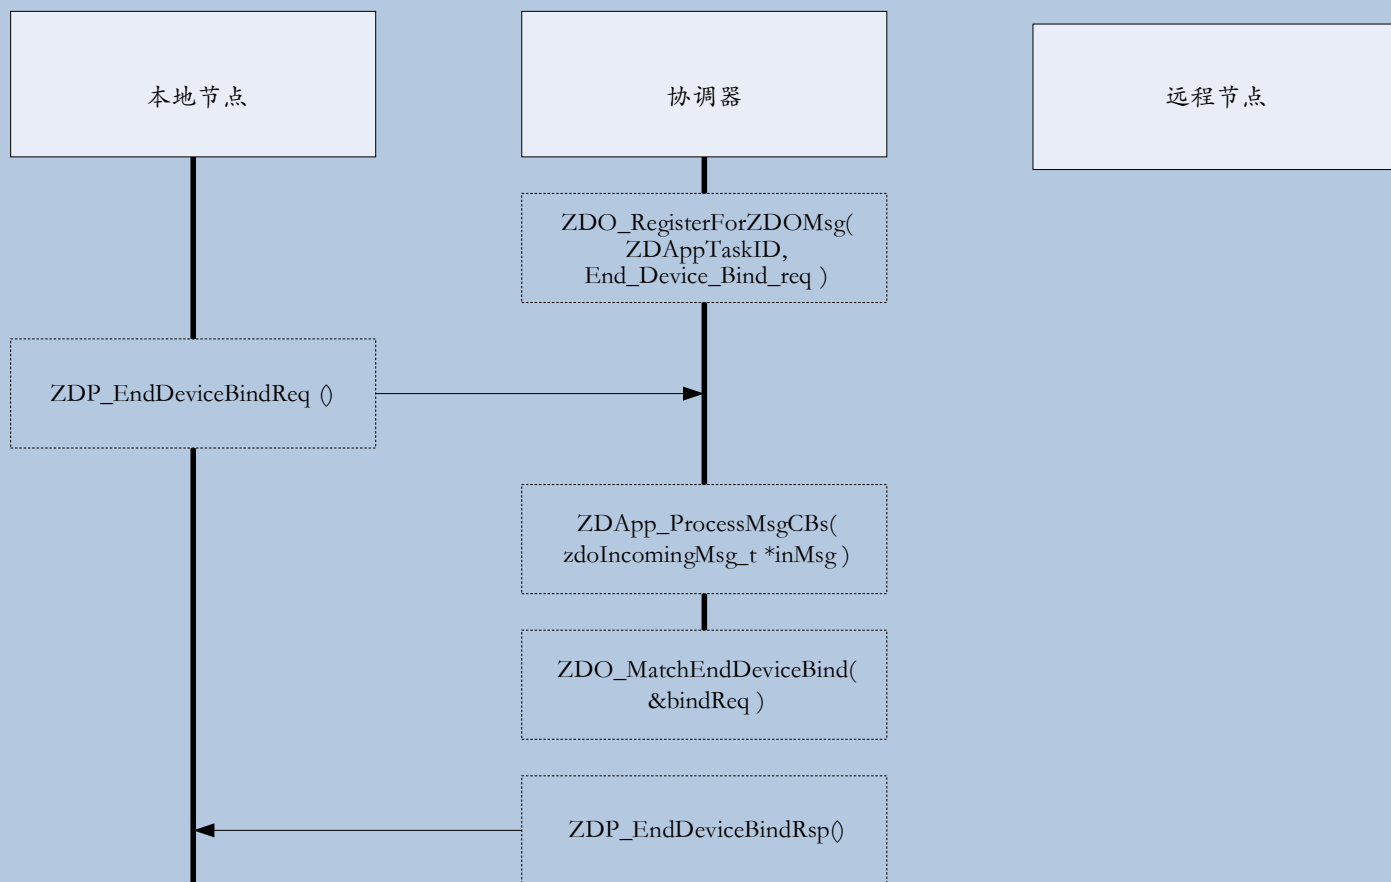 本地节点
协调器
远程节点
ZDO_RegisterForZDOMsg(
ZDAppTaskID,
End_Device_Bind_req )
ZDP_EndDeviceBindReq ()
ZDApp_ProcessMsgCBs(
zdoIncomingMsg_t *inMsg )
ZDO_MatchEndDeviceBind(
&bindReq )
ZDP_EndDeviceBindRsp()